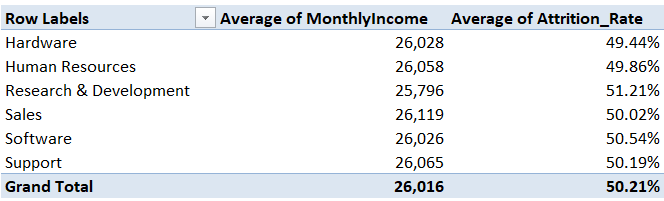 Row Labels Average of MonthlyIncome Average of Attrition_Rate
Hardware 26,028 49.44%
Human Resources 26,058 49.86%
Research & Development 25,796 51.21%
Sales 26,119 50.02%
Software 26,026 50.54%
Support 26,065 50.19%
Grand Total 26,016 50.21%